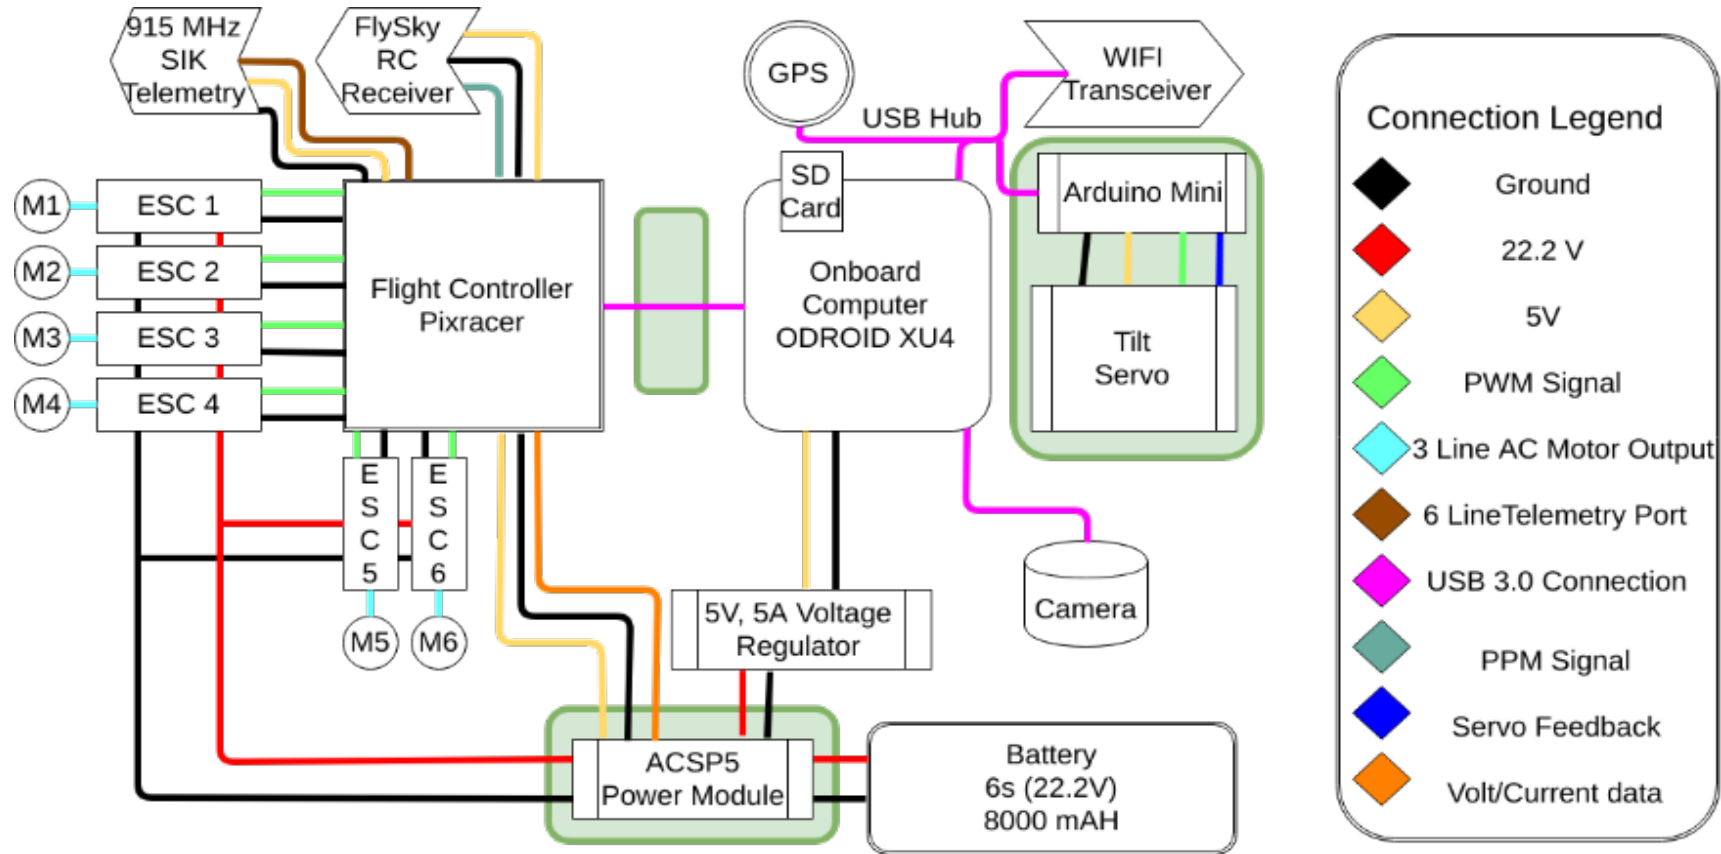 915 MHz
SIK
Telemetry
FlySky
RC
Receiver
GPS
USB Hub
WIFI
Transceiver
SD
Card
Arduino Mini
M1
ESC 1
M2
ESC 2
M3
ESC 3
M4
ESC 4
Flight Controller
Pixracer
Onboard
Computer
ODROID XU4
Tilt
Servo
E
S
C
5
E
S
C
6
M5
M6
5V, 5A Voltage
Regulator
Camera
ACSP5
Power Module
Battery
6s (22.2V)
8000 mAH
Connection Legend
Ground
22.2 V
5V
PWM Signal
3 Line AC Motor Output
6 LineTelemetry Port
USB 3.0 Connection
PPM Signal
Servo Feedback
Volt/Current data